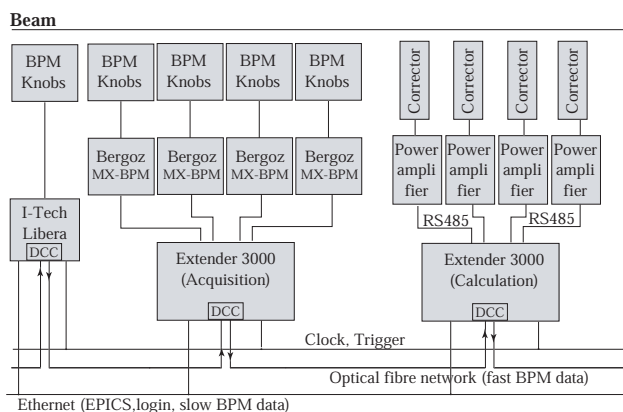 Beam
BPM
Knobs
BPM
Knobs
BPM
Knobs
BPM
Knobs
BPM
Knobs
Corrector
Corrector
Corrector
Corrector
Bergoz
MX-BPM
Bergoz
MX-BPM
Bergoz
MX-BPM
Bergoz
MX-BPM
Power
ampli
fier
Power
ampli
fier
Power
ampli
fier
Power
ampli
fier
I-Tech
Libera
DCC
RS485
RS485
Extender 3000
(Acquisition)
DCC
Extender 3000
(Calculation)
DCC
Clock, Trigger
Optical fibre network (fast BPM data)
Ethernet (EPICS,login, slow BPM data)